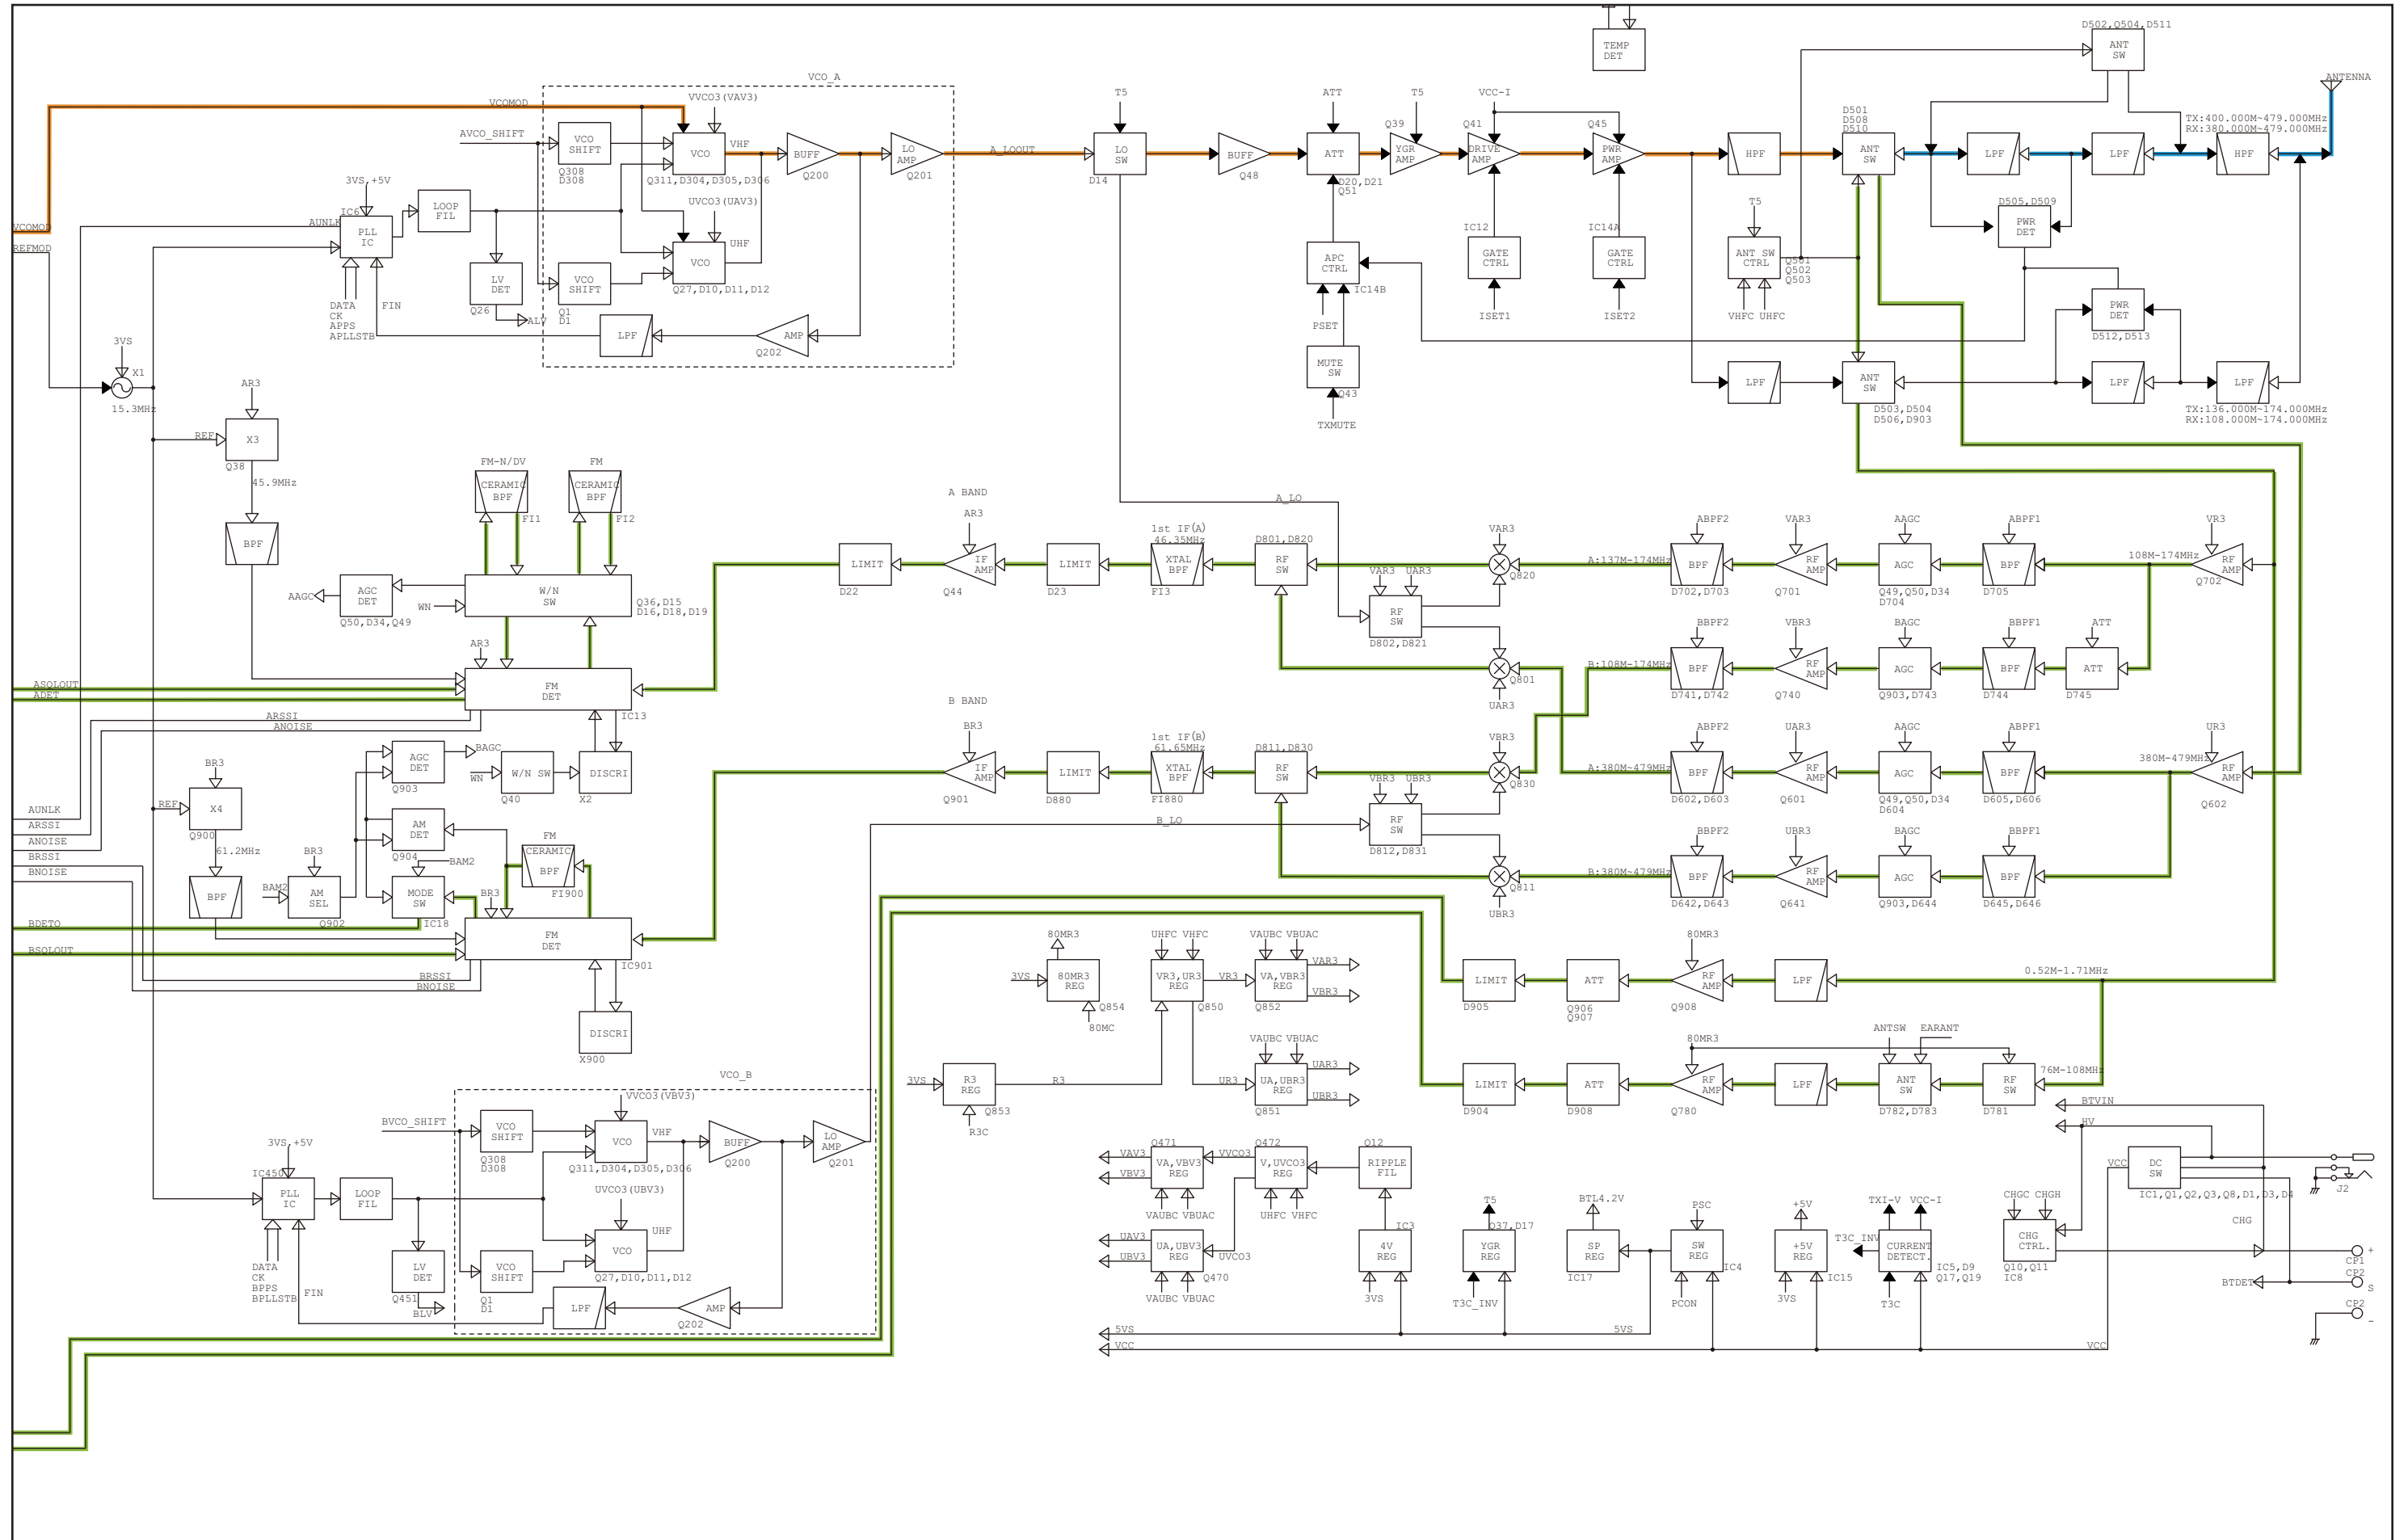 TEMP
DET
D502,Q504,D511
ANT
SW
ANTENNA
VCO_A
VCOMOD
VVCO3(VAV3)
AVCO_SHIFT
VCO
SHIFT
Q308
D308
VCO
VHF
Q311,D304,D305,D306
BUFF
Q200
LO
AMP
Q201
A_LOOUT
T5
LO
SW
D14
BUFF
Q48
ATT
ATT
D20,D21
Q51
Q39
T5
YGR
AMP
VCC-I
Q41
DRIVE
AMP
Q45
PWR
AMP
HPF
D501
D508
D510
ANT
SW
LPF
LPF
TX:400.000M~479.000MHz
RX:380.000M~479.000MHz
HPF
3VS,+5V
IC6
AUNLK
PLL
IC
LOOP
FIL
VCOMOD
REFMOD
UVCO3(UAV3)
UHF
VCO
Q27,D10,D11,D12
VCO
SHIFT
Q1
D1
LV
DET
Q26
ALV
DATA
CK
APPS
APLLSTB
FIN
LPF
AMP
Q202
APC
CTRL
IC14B
PSET
MUTE
SW
Q43
TXMUTE
IC12
GATE
CTRL
ISET1
IC14A
GATE
CTRL
ISET2
T5
ANT SW
CTRL
Q501
Q502
Q503
VHFC UHFC
D505,D509
PWR
DET
PWR
DET
D512,D513
LPF
ANT
SW
D503,D504
D506,D903
LPF
LPF
TX:136.000M~174.000MHz
RX:108.000M~174.000MHz
3VS
X1
15.3MHz
AR3
REF
X3
Q38
45.9MHz
BPF
FM-N/DV
CERAMIC
BPF
FI1
FM
CERAMIC
BPF
FI2
AAGC
AGC
DET
Q50,D34,Q49
WN
W/N
SW
Q36,D15
D16,D18,D19
AR3
FM
DET
IC13
ASQLOUT
ADET
ARSSI
ANOISE
A BAND
LIMIT
D22
AR3
IF
AMP
Q44
LIMIT
D23
1st IF(A)
46.35MHz
XTAL
BPF
FI3
D801,D820
RF
SW
A_LO
VAR3
Q820
VAR3 UAR3
RF
SW
D802,D821
Q801
UAR3
A:137M-174MHz
ABPF2
BPF
D702,D703
VAR3
RF
AMP
Q701
AAGC
AGC
Q49,Q50,D34
D704
ABPF1
BPF
D705
108M-174MHz
VR3
RF
AMP
Q702
B:108M-174MHz
BBPF2
BPF
D741,D742
VBR3
RF
AMP
Q740
BAGC
AGC
Q903,D743
BBPF1
BPF
D744
ATT
ATT
D745
B BAND
BR3
IF
AMP
Q901
LIMIT
D880
1st IF(B)
61.65MHz
XTAL
BPF
FI880
D811,D830
RF
SW
B_LO
VBR3
Q830
VBR3 UBR3
RF
SW
D812,D831
Q811
UBR3
A:380M~479MHz
ABPF2
BPF
D602,D603
UAR3
RF
AMP
Q601
AAGC
AGC
Q49,Q50,D34
D604
ABPF1
BPF
D605,D606
380M-479MHz
UR3
RF
AMP
Q602
B:380M~479MHz
BBPF2
BPF
D642,D643
UBR3
RF
AMP
Q641
BAGC
AGC
Q903,D644
BBPF1
BPF
D645,D646
AGC
DET
Q903
BAGC
WN
W/N SW
Q40
DISCRI
X2
BR3
REF
X4
Q900
61.2MHz
BPF
AM
DET
Q904
BR3
BAM2
AM
SEL
Q902
BAM2
MODE
SW
IC18
FM
CERAMIC
BPF
FI900
BR3
FM
DET
IC901
DISCRI
X900
AUNLK
ARSSI
ANOISE
BRSSI
BNOISE
BDETO
BSQLOUT
BRSSI
BNOISE
80MR3
3VS
80MR3
REG
Q854
80MC
UHFC VHFC
VR3,UR3
REG
Q850
VR3
VAUBC VBUAC
VA,VBR3
REG
Q852
VAR3
VBR3
3VS
R3
REG
Q853
R3C
R3
UR3
VAUBC VBUAC
UA,UBR3
REG
Q851
UAR3
UBR3
LIMIT
D905
ATT
Q906
Q907
80MR3
RF
AMP
Q908
LPF
0.52M-1.71MHz
LIMIT
D904
ATT
D908
80MR3
RF
AMP
Q780
LPF
ANTSW EARANT
ANT
SW
D782,D783
RF
SW
D781
76M-108MHz
VCO_B
BVCO_SHIFT
VCO
SHIFT
Q308
D308
VVCO3(VBV3)
VCO
VHF
Q311,D304,D305,D306
BUFF
Q200
LO
AMP
Q201
3VS,+5V
IC450
PLL
IC
LOOP
FIL
LV
DET
Q451
BLV
DATA
CK
BPPS
BPLLSTB
FIN
UVCO3(UBV3)
VCO
UHF
Q27,D10,D11,D12
VCO
SHIFT
Q1
D1
LPF
AMP
Q202
VAV3
VBV3
Q471
VA,VBV3
REG
VAUBC VBUAC
VVCO3
Q472
V,UVCO3
REG
UHFC VHFC
Q12
RIPPLE
FIL
UAV3
UBV3
UA,UBV3
REG
Q470
VAUBC VBUAC
UVCO3
IC3
4V
REG
3VS
T5
Q37,D17
YGR
REG
T3C_INV
BTL4.2V
SP
REG
IC17
PSC
SW
REG
IC4
PCON
+5V
+5V
REG
IC15
3VS
TXI-V VCC-I
T3C_INV
CURRENT
DETECT.
IC5,D9
Q17,Q19
T3C
CHGC CHGH
CHG
CTRL.
Q10,Q11
IC8
BTVIN
HV
VCC
DC
SW
IC1,Q1,Q2,Q3,Q8,D1,D3,D4
J2
CHG
+
CP1
CP2
S
BTDET
CP2
-
5VS
5VS
VCC
VCC